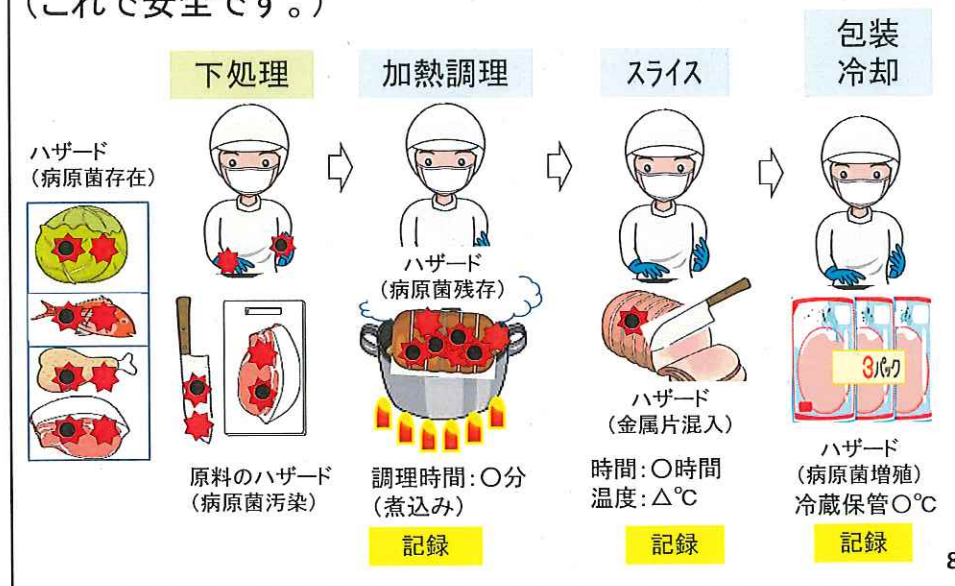 (これで安全です。)
下処理
加熱調理
スライス
包装
冷却
ハザード
(病原菌存在)
ハザード
(病原菌残存)
3パック
ハザード
(金属片混入)
ハザード
(病原菌増殖)
冷蔵保管〇℃
原料のハザード
(病原菌汚染)
調理時間:〇分
(煮込み)
時間:〇時間
温度:△℃
記録
記録
記録
8